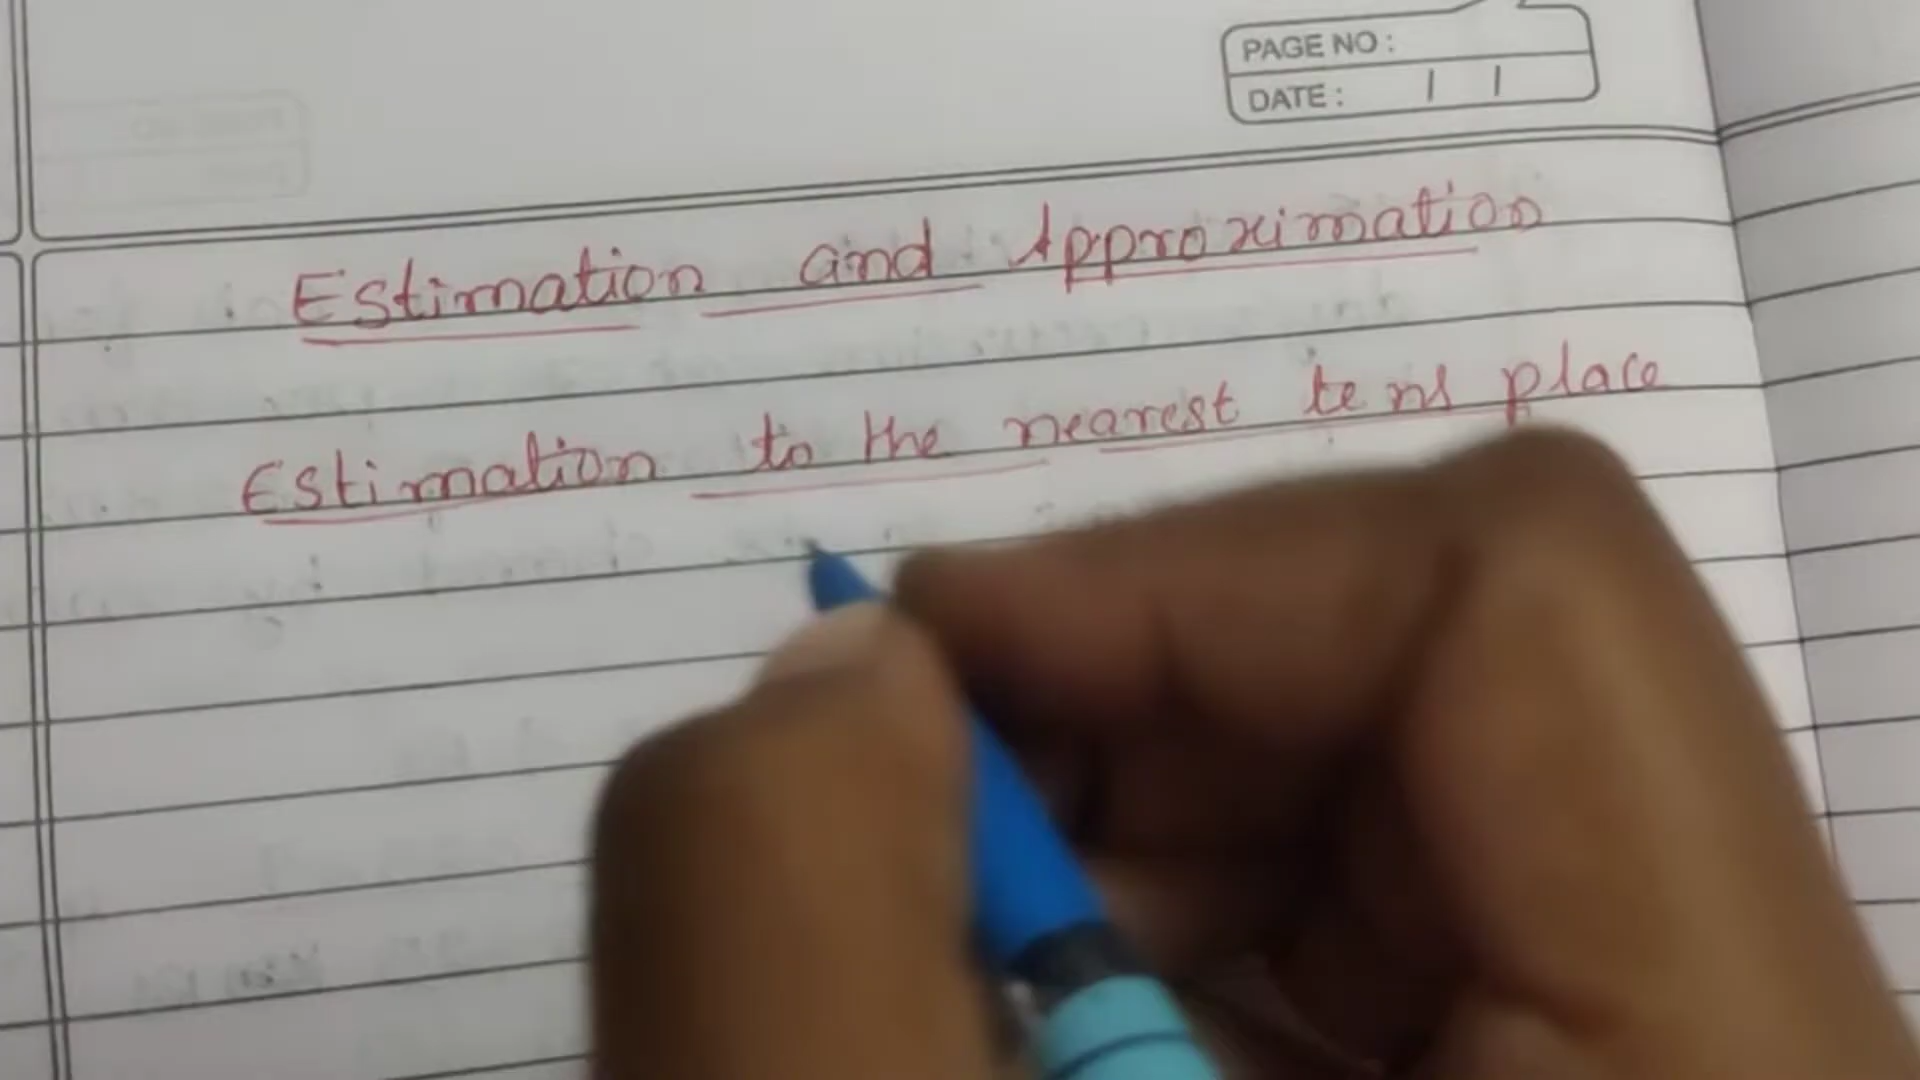 PAGE NO :
DATE : / /
Estimation and Approximation
Estimation to the nearest tens place